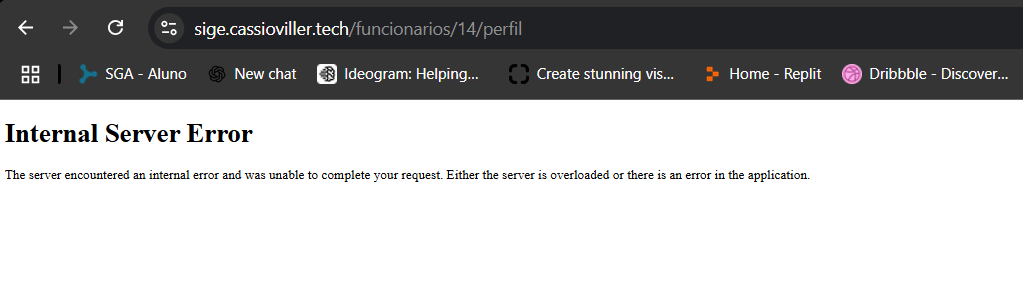 sige.cassioviller.tech/funcionarios/14/perfil
SGA - Aluno New chat Ideogram: Helping... Create stunning vis... Home - Replit Dribbble - Discover...
Internal Server Error
The server encountered an internal error and was unable to complete your request. Either the server is overloaded or there is an error in the application.